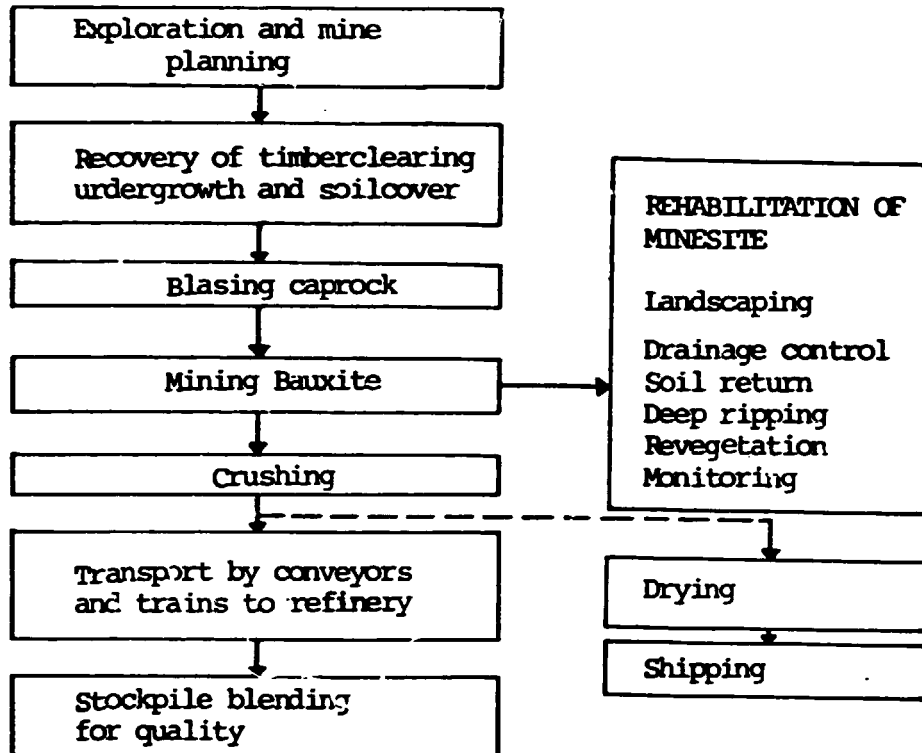 Exploration and mine
planning
Recovery of timberclearing
urdergrowth and soilcover
Blasing caprock
Mining Bauxite
Crushing
Transport by conveyors
and trains to refinery
Stockpile blending
for quality
REHABILITATION OF
MINESITE
Landscaping
Drainage control
Soil return
Deep ripping
Revegetation
Monitoring
Drying
Shipping